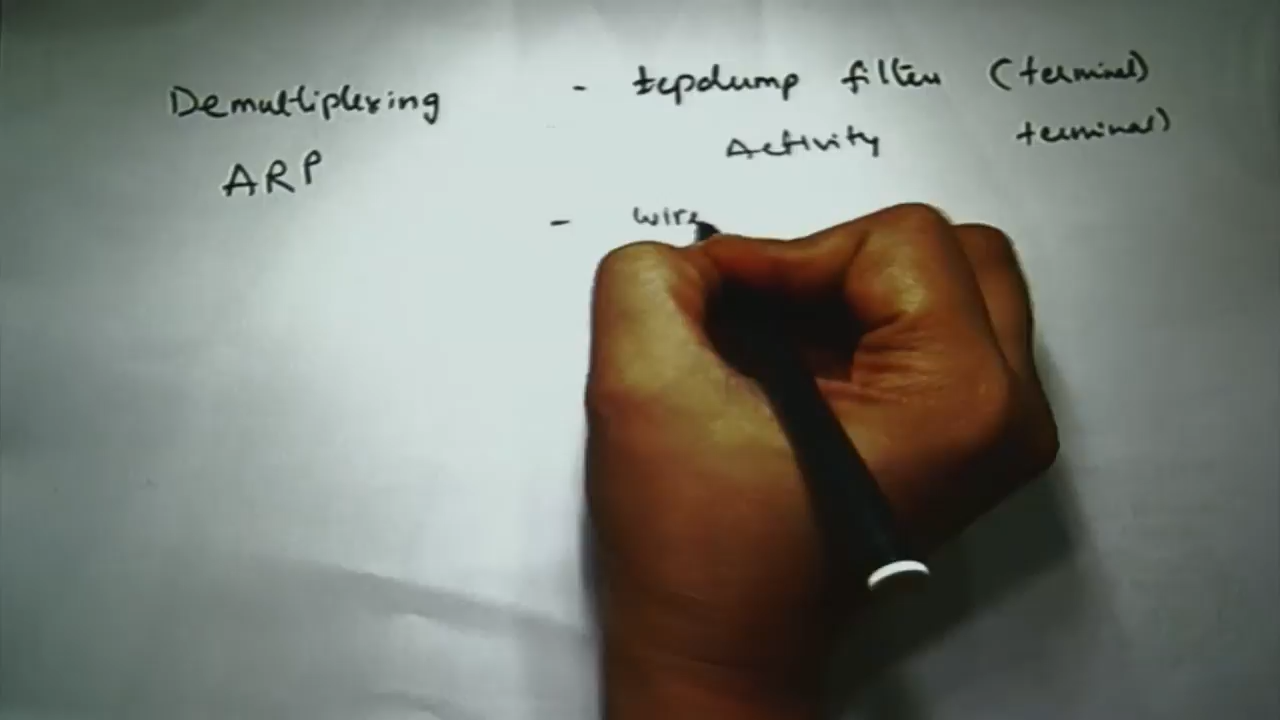 Demultiplexing - tcpdump filter (terminal)
Activity terminal)
ARP
- wire